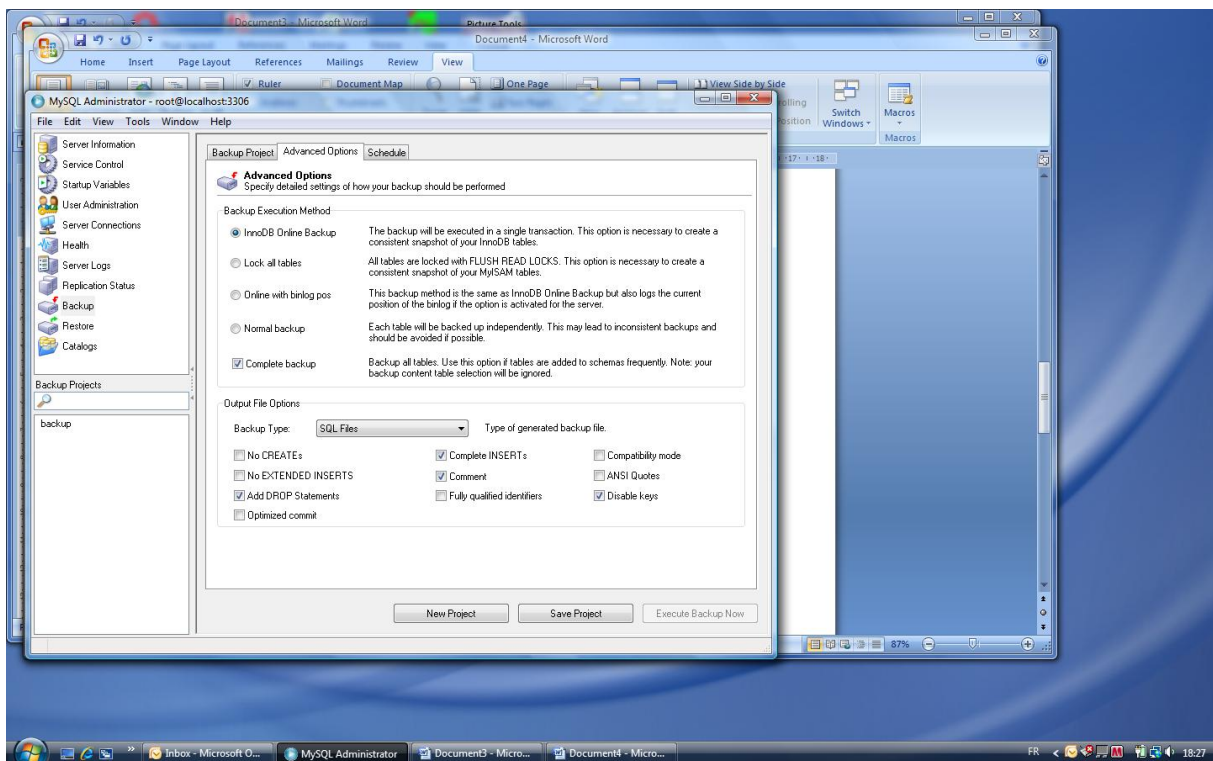 Document3 - Microsoft Word
Picture Tools
Document4 - Microsoft Word
Home Insert Page Layout References Mailings Review View
Ruler Document Map One Page View Side by Side
Switch Windows
Macros
Macros
MySQL Administrator - root@localhost:3306
File Edit View Tools Window Help
Server Information
Service Control
Startup Variables
User Administration
Server Connections
Health
Server Logs
Replication Status
Backup
Restore
Catalogs
Backup Projects
backup
Backup Project Advanced Options Schedule
Advanced Options
Specify detailed settings of how your backup should be performed
Backup Execution Method
InnoDB Online Backup
The backup will be executed in a single transaction. This option is necessary to create a
consistent snapshot of your InnoDB tables.
Lock all tables
All tables are locked with FLUSH READ LOCKS. This option is necessary to create a
consistent snapshot of your MyISAM tables.
Online with binlog pos
This backup method is the same as InnoDB Online Backup but also logs the current
position of the binlog if the option is activated for the server.
Normal backup
Each table will be backed up independently. This may lead to inconsistent backups and
should be avoided if possible.
Complete backup
Backup all tables. Use this option if tables are added to schemas frequently. Note: your
backup content table selection will be ignored.
Output File Options
Backup Type: SQL Files Type of generated backup file.
No CREATEs Complete INSERTs Compatibility mode
No EXTENDED INSERTS Comment ANSI Quotes
Add DROP Statements Fully qualified identifiers Disable keys
Optimized commit
New Project Save Project Execute Backup Now
17 18
87%
Inbox - Microsoft O... MySQL Administrator Document3 - Micro... Document4 - Micro... FR 18:27